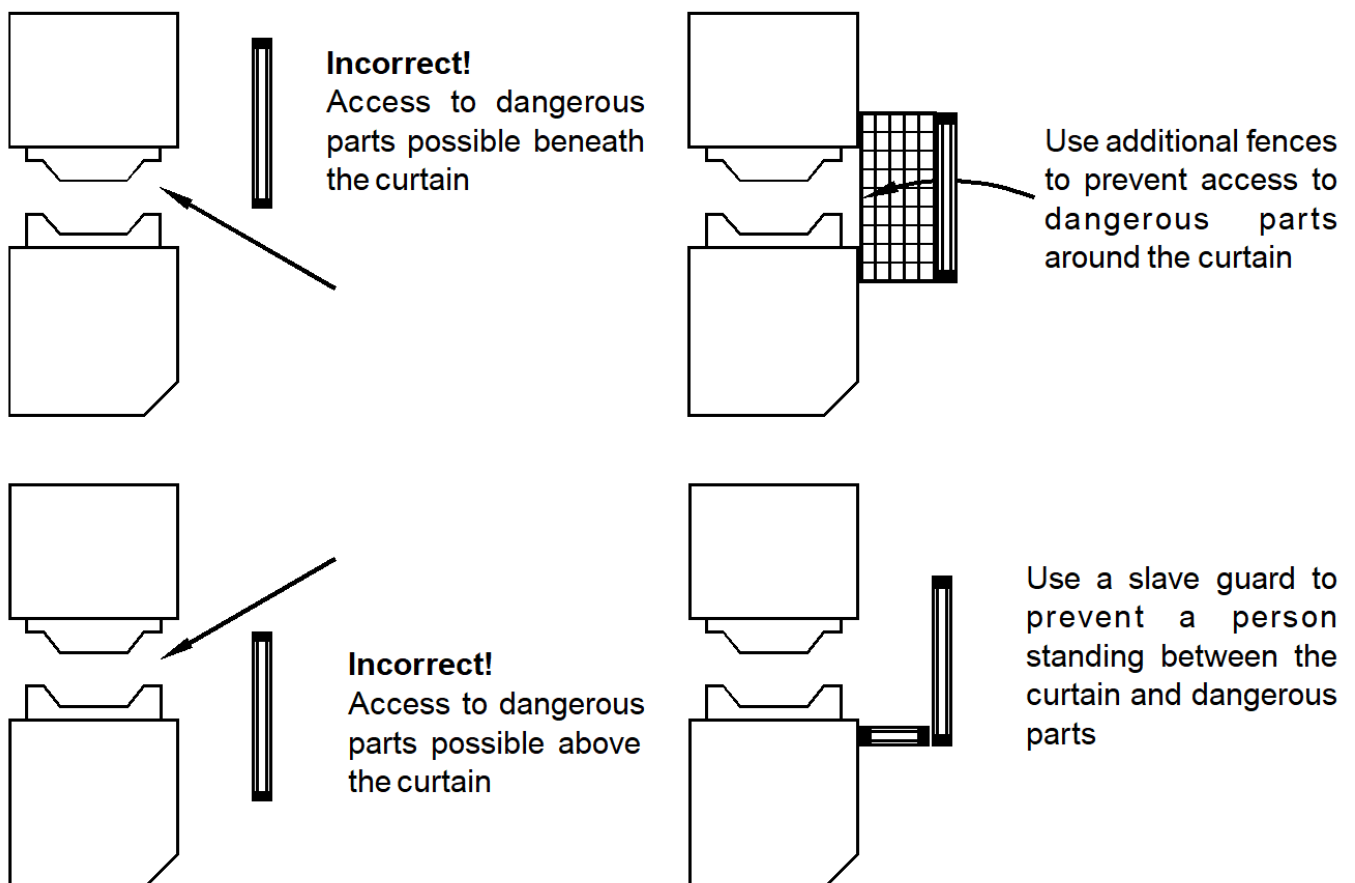 Incorrect!
Access to dangerous
parts possible beneath
the curtain
Use additional fences
to prevent access to
dangerous parts
around the curtain
Incorrect!
Access to dangerous
parts possible above
the curtain
Use a slave guard to
prevent a person
standing between the
curtain and dangerous
parts